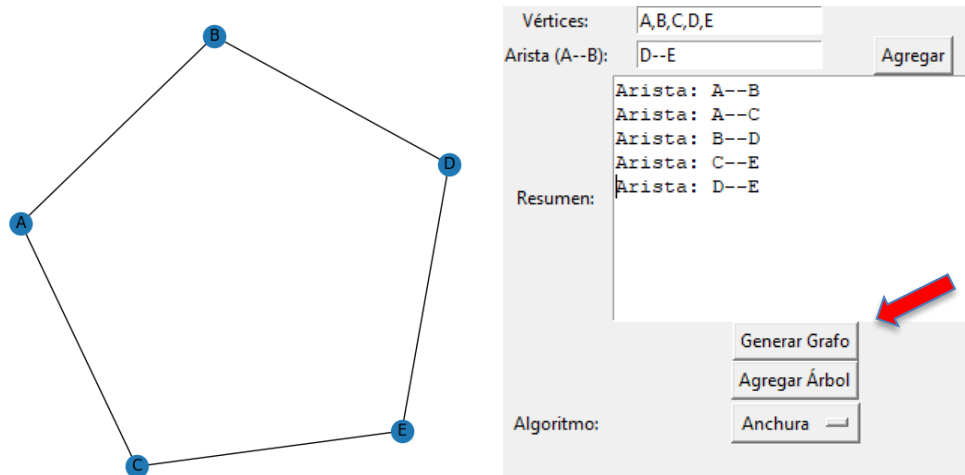 B
D
A
E
C
Vértices: A,B,C,D,E
Arista (A--B): D--E Agregar
Arista: A--B
Arista: A--C
Arista: B--D
Arista: C--E
Arista: D--E
Resumen:
Generar Grafo
Agregar Árbol
Algoritmo: Anchura